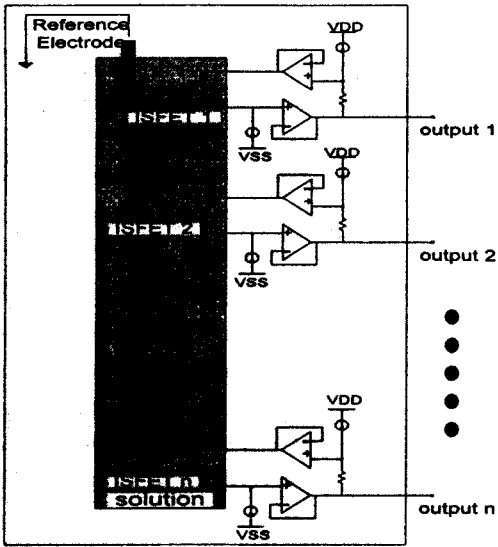 Reference
Electrode
VDD
ISFET 1
output 1
VSS
VDD
ISFET 2
output 2
VSS
VDD
ISFET n
solution
output n
VSS